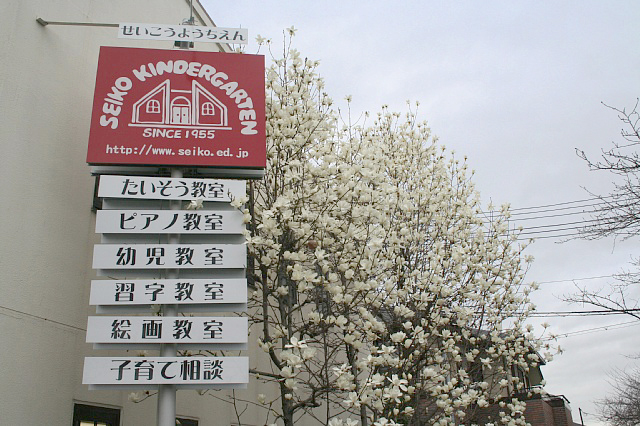 せいこうようちえん
SEIKO KINDERGARTEN
SINCE 1955
http://www.seiko.ed.jp
たいそう教室
ピアノ教室
幼児教室
習字教室
絵画教室
子育て相談